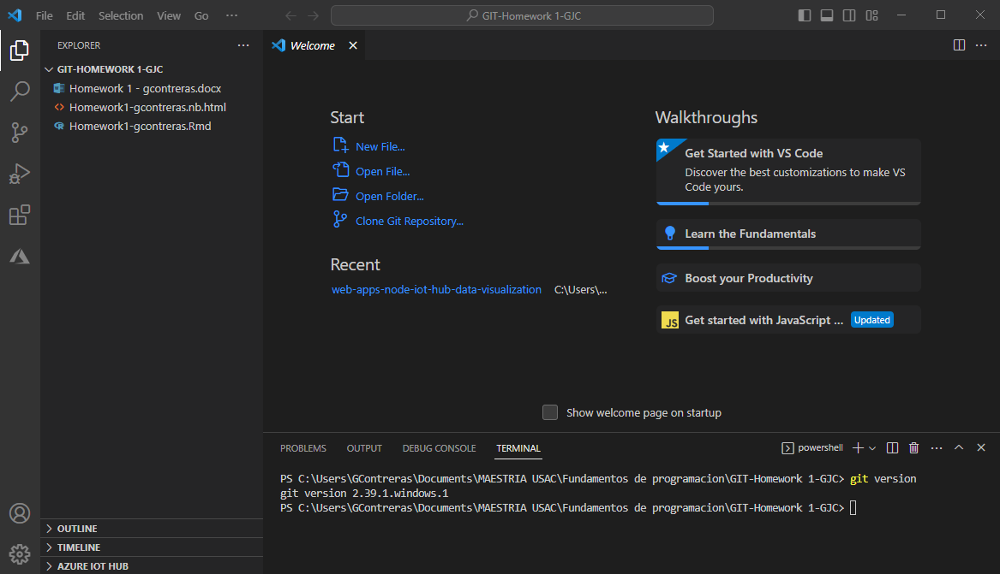 File Edit Selection View Go ···
GIT-Homework 1-GJC
EXPLORER
GIT-HOMEWORK 1-GJC
Homework 1 - gcontreras.docx
Homework1-gcontreras.nb.html
Homework1-gcontreras.Rmd
OUTLINE
TIMELINE
AZURE IOT HUB
Welcome
Start
New File...
Open File...
Open Folder...
Clone Git Repository...
Recent
web-apps-node-iot-hub-data-visualization C:\Users\...
Walkthroughs
Get Started with VS Code
Discover the best customizations to make VS
Code yours.
Learn the Fundamentals
Boost your Productivity
JS Get started with JavaScript ... Updated
Show welcome page on startup
PROBLEMS OUTPUT DEBUG CONSOLE TERMINAL powershell
PS C:\Users\GContreras\Documents\MAESTRIA USAC\Fundamentos de programacion\GIT-Homework 1-GJC> git version
git version 2.39.1.windows.1
PS C:\Users\GContreras\Documents\MAESTRIA USAC\Fundamentos de programacion\GIT-Homework 1-GJC>